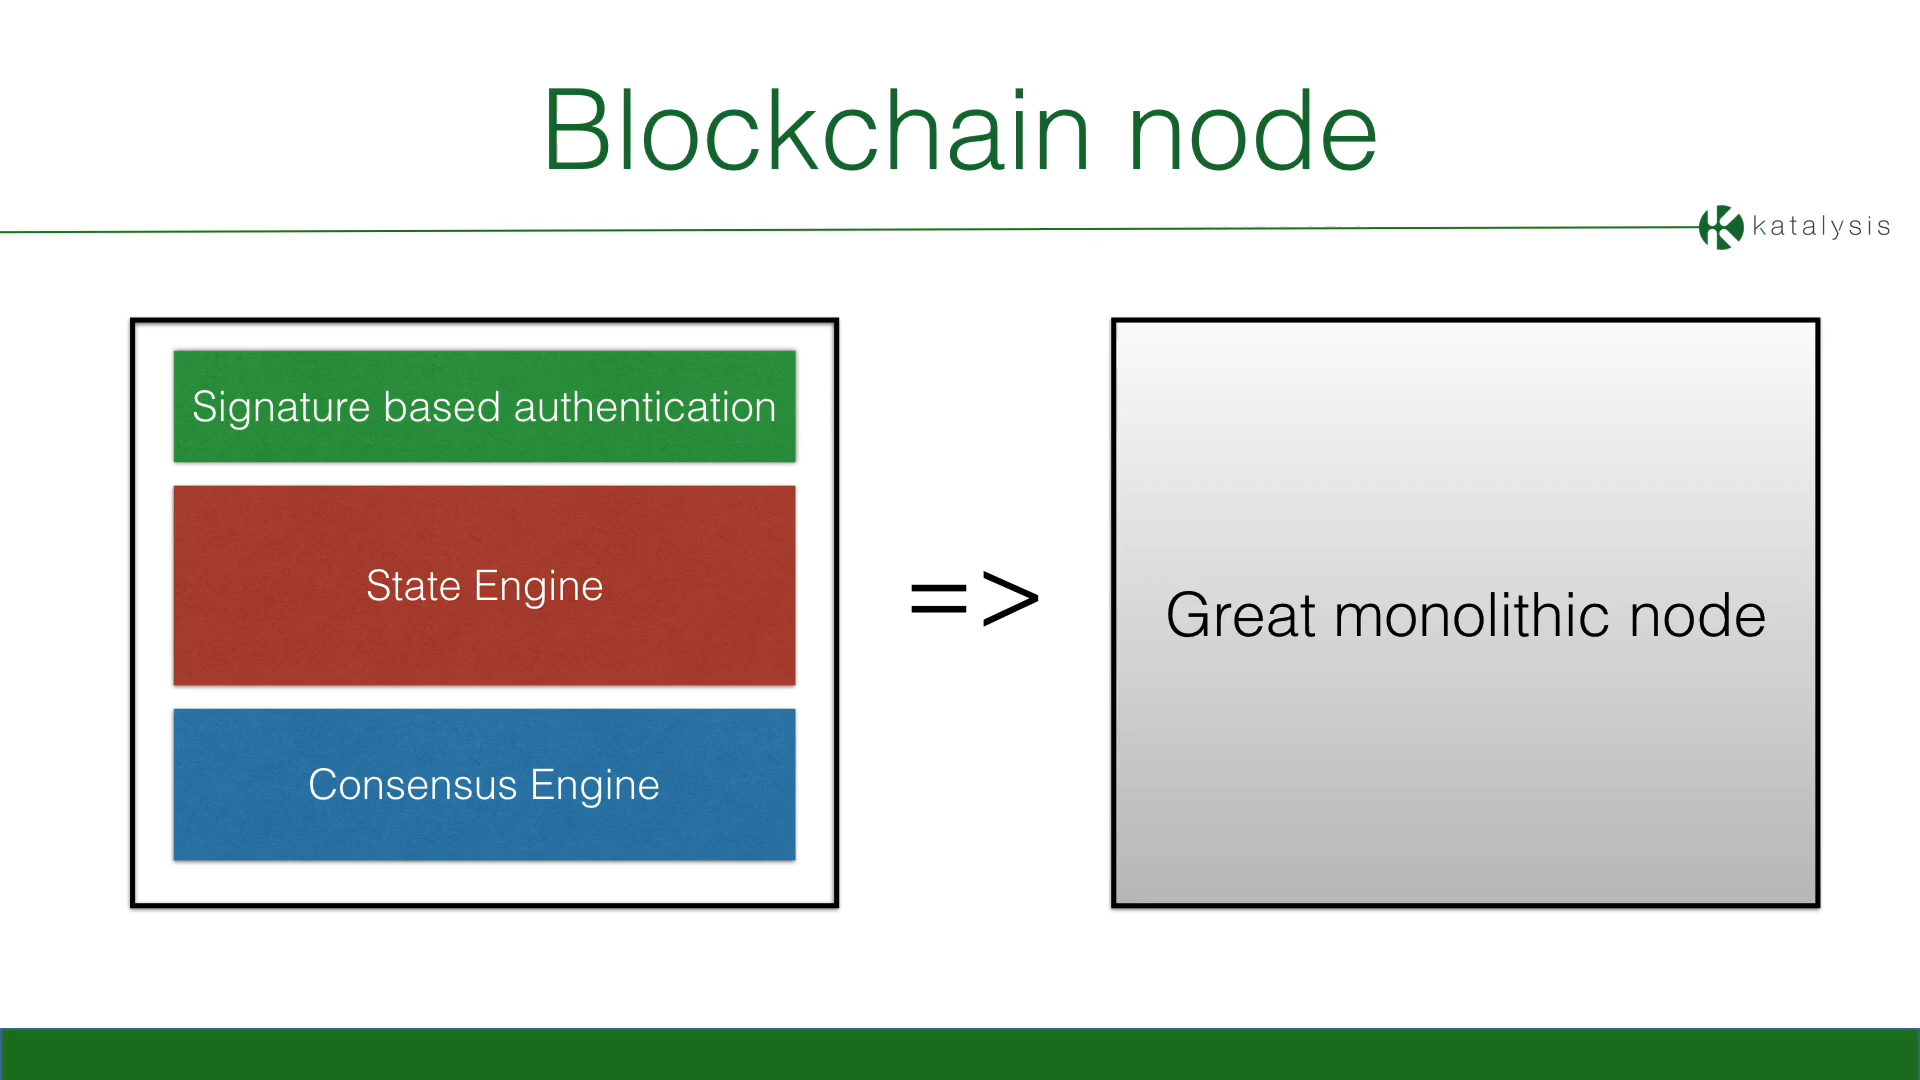 Blockchain node
katalysis
Signature based authentication
State Engine
Consensus Engine
=>
Great monolithic node